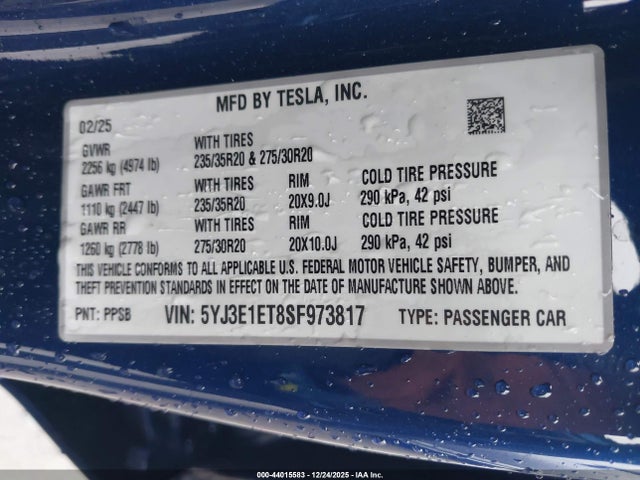 MFD BY TESLA, INC.
02/25
GVWR
2256 kg (4974 lb)
WITH TIRES
235/35R20 & 275/30R20
GAWR FRT
1110 kg (2447 lb)
WITH TIRES
235/35R20
RIM
20X9.0J
COLD TIRE PRESSURE
290 kPa, 42 psi
GAWR RR
1260 kg (2778 lb)
WITH TIRES
275/30R20
RIM
20X10.0J
COLD TIRE PRESSURE
290 kPa, 42 psi
THIS VEHICLE CONFORMS TO ALL APPLICABLE U.S. FEDERAL MOTOR VEHICLE SAFETY, BUMPER, AND
THEFT PREVENTION STANDARDS IN EFFECT ON THE DATE OF MANUFACTURE SHOWN ABOVE.
PNT: PPSB VIN: 5YJ3E1ET8SF973817 TYPE: PASSENGER CAR
000-44015583 - 12/24/2025 - IAA Inc.